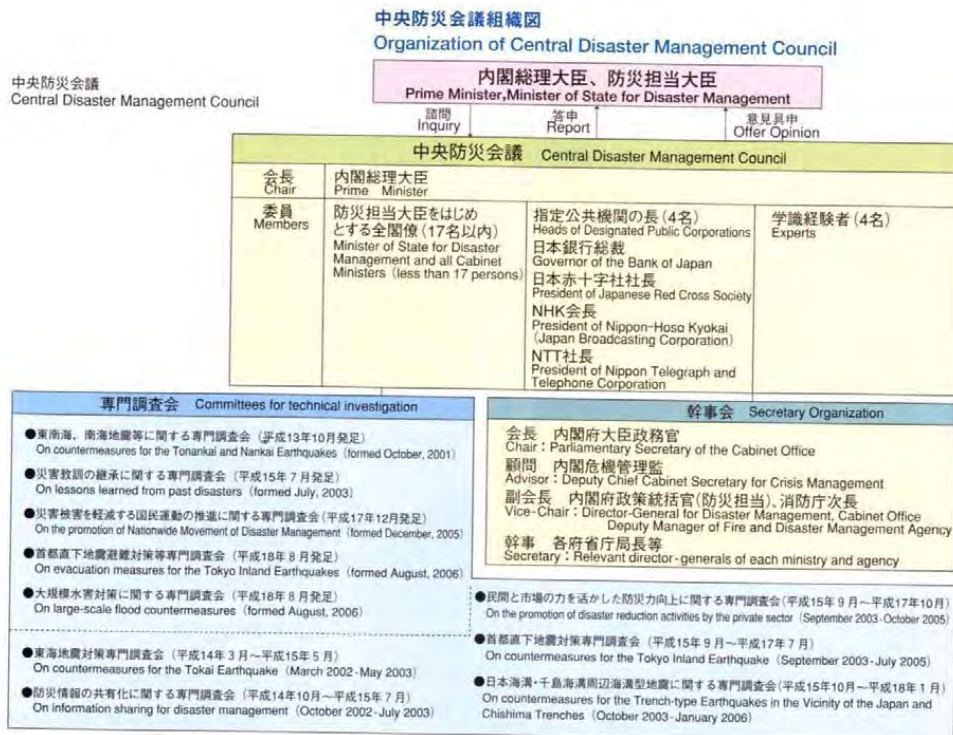 中央防災会議組織図
Organization of Central Disaster Management Council
中央防災会議
Central Disaster Management Council
内閣総理大臣、防災担当大臣
Prime Minister,Minister of State for Disaster Management
諮問
Inquiry
答申
Report
意見具申
Offer Opinion
中央防災会議 Central Disaster Management Council
会長
Chair
内閣総理大臣
Prime Minister
委員
Members
防災担当大臣をはじめ
とする全閣僚(17名以内)
Minister of State for Disaster
Management and all Cabinet
Ministers (less than 17 persons)
指定公共機関の長(4名)
Heads of Designated Public Corporations
日本銀行総裁
Governor of the Bank of Japan
日本赤十字社社長
President of Japanese Red Cross Society
NHK会長
President of Nippon-Hoso Kyokai
(Japan Broadcasting Corporation)
NTT社長
President of Nippon Telegraph and
Telephone Corporation
学識経験者(4名)
Experts
専門調査会 Committees for technical investigation
●東南海、南海地震等に関する専門調査会(平成13年10月発足)
On countermeasures for the Tonankai and Nankai Earthquakes (formed October, 2001)
●災害教訓の継承に関する専門調査会(平成15年7月発足)
On lessons learned from past disasters (formed July, 2003)
●災害被害を軽減する国民運動の推進に関する専門調査会(平成17年12月発足)
On the promotion of Nationwide Movement of Disaster Management (formed December, 2005)
●首都直下地震避難対策等専門調査会(平成18年8月発足)
On evacuation measures for the Tokyo Inland Earthquakes (formed August, 2006)
●大規模水害対策に関する専門調査会(平成18年8月発足)
On large-scale flood countermeasures (formed August, 2006)
●東海地震対策専門調査会(平成14年3月~平成15年5月)
On countermeasures for the Tokai Earthquake (March 2002-May 2003)
●防災情報の共有化に関する専門調査会(平成14年10月~平成15年7月)
On information sharing for disaster management (October 2002-July 2003)
幹事会 Secretary Organization
会長 内閣府大臣政務官
Chair : Parliamentary Secretary of the Cabinet Office
顧問 内閣危機管理監
Advisor : Deputy Chief Cabinet Secretary for Crisis Management
副会長 内閣府政策統括官(防災担当)、消防庁次長
Vice-Chair : Director-General for Disaster Management, Cabinet Office
Deputy Manager of Fire and Disaster Management Agency
幹事 各府省庁局長等
Secretary : Relevant director-generals of each ministry and agency
●民間と市場の力を活かした防災力向上に関する専門調査会(平成15年9月~平成17年10月)
On the promotion of disaster reduction activities by the private sector (September 2003-October 2005)
●首都直下地震対策専門調査会(平成15年9月~平成17年7月)
On countermeasures for the Tokyo Inland Earthquake (September 2003-July 2005)
●日本海溝・千島海溝周辺海溝型地震に関する専門調査会(平成15年10月~平成18年1月)
On countermeasures for the Trench-type Earthquakes in the Vicinity of the Japan and
Chishima Trenches (October 2003-January 2006)